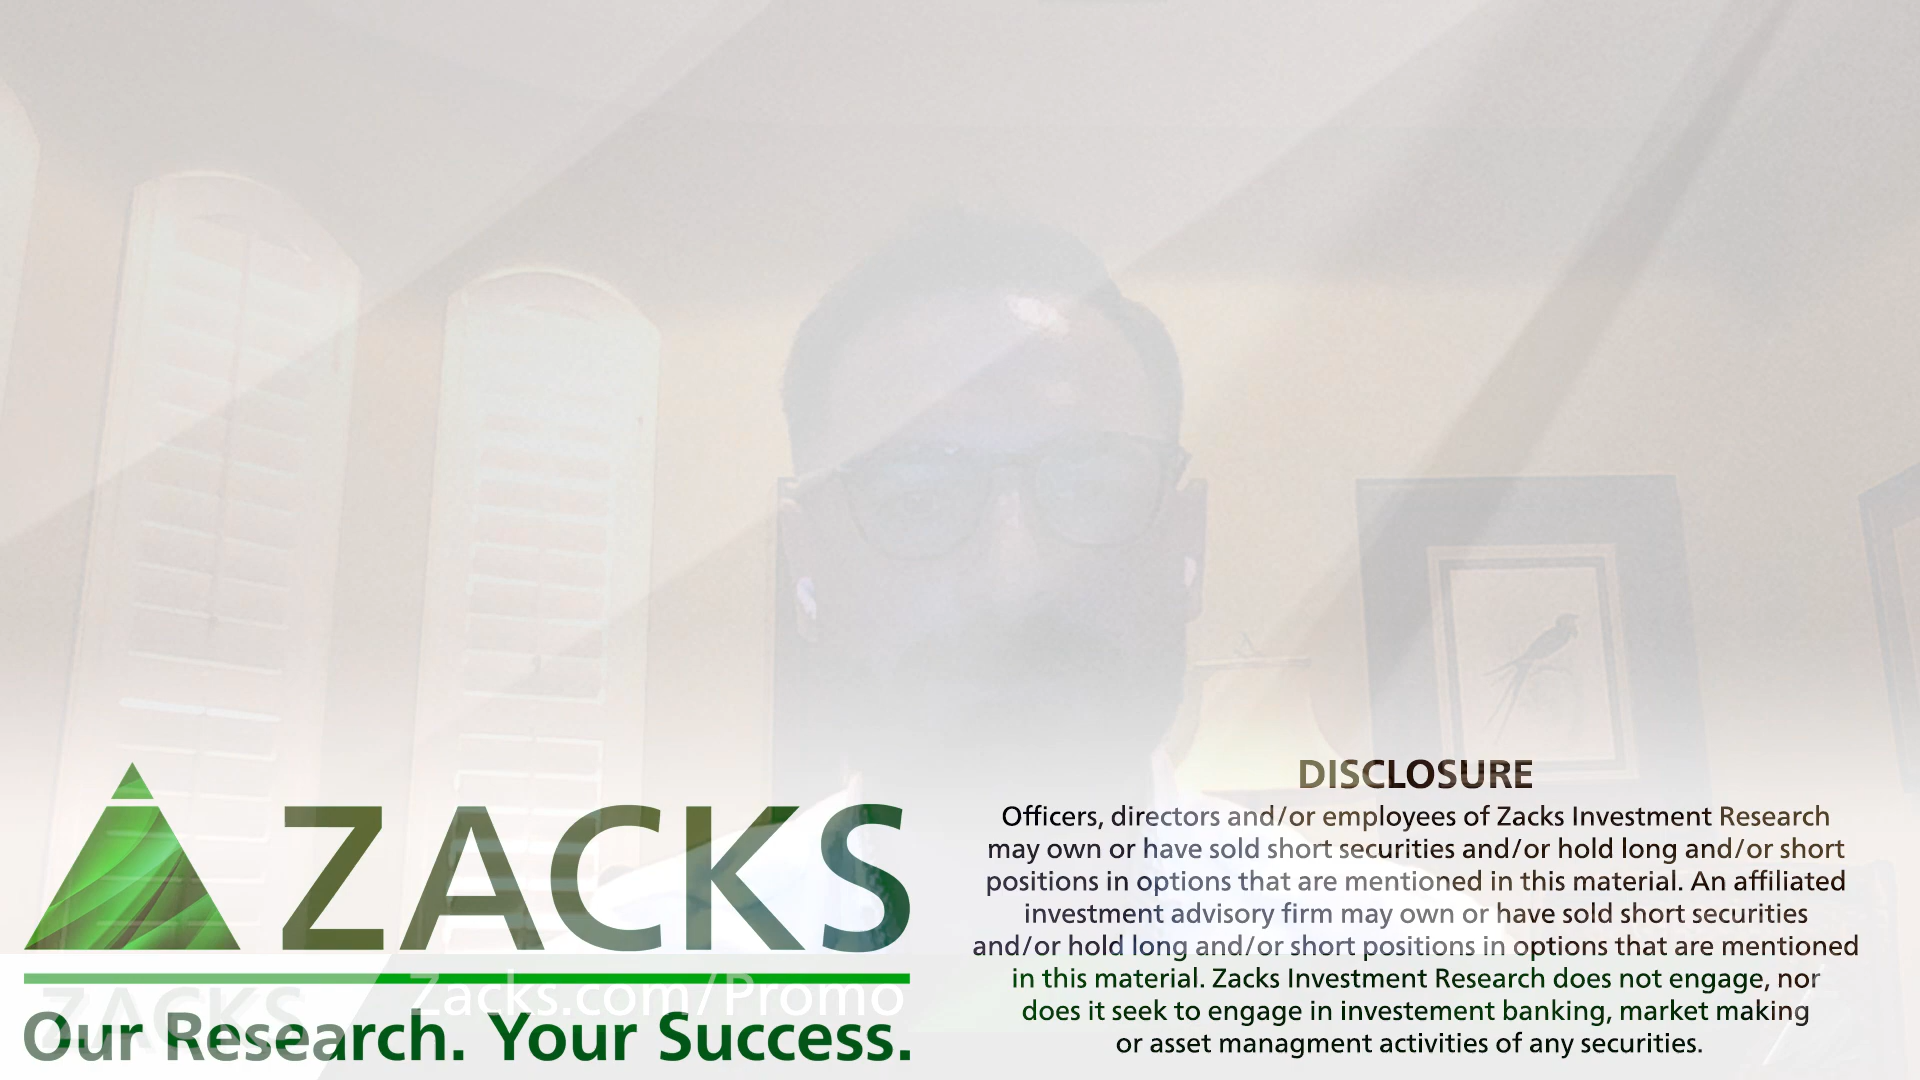 ZACKS
Zacks.com/Promo
ZACKS
Our Research. Your Success.
DISCLOSURE
Officers, directors and/or employees of Zacks Investment Research
may own or have sold short securities and/or hold long and/or short
positions in options that are mentioned in this material. An affiliated
investment advisory firm may own or have sold short securities
and/or hold long and/or short positions in options that are mentioned
in this material. Zacks Investment Research does not engage, nor
does it seek to engage in investement banking, market making
or asset managment activities of any securities.